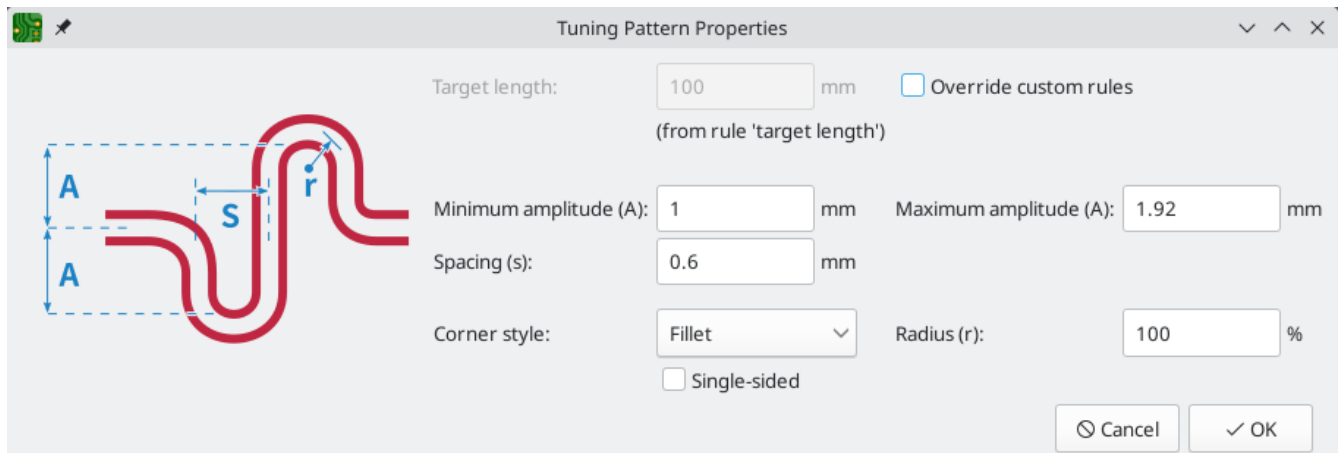 Tuning Pattern Properties
Target length: 100 mm Override custom rules
(from rule 'target length')
A
r
S
Minimum amplitude (A): 1 mm Maximum amplitude (A): 1.92 mm
Spacing (s): 0.6 mm
A
Corner style: Fillet Radius (r): 100 %
Single-sided
Cancel OK